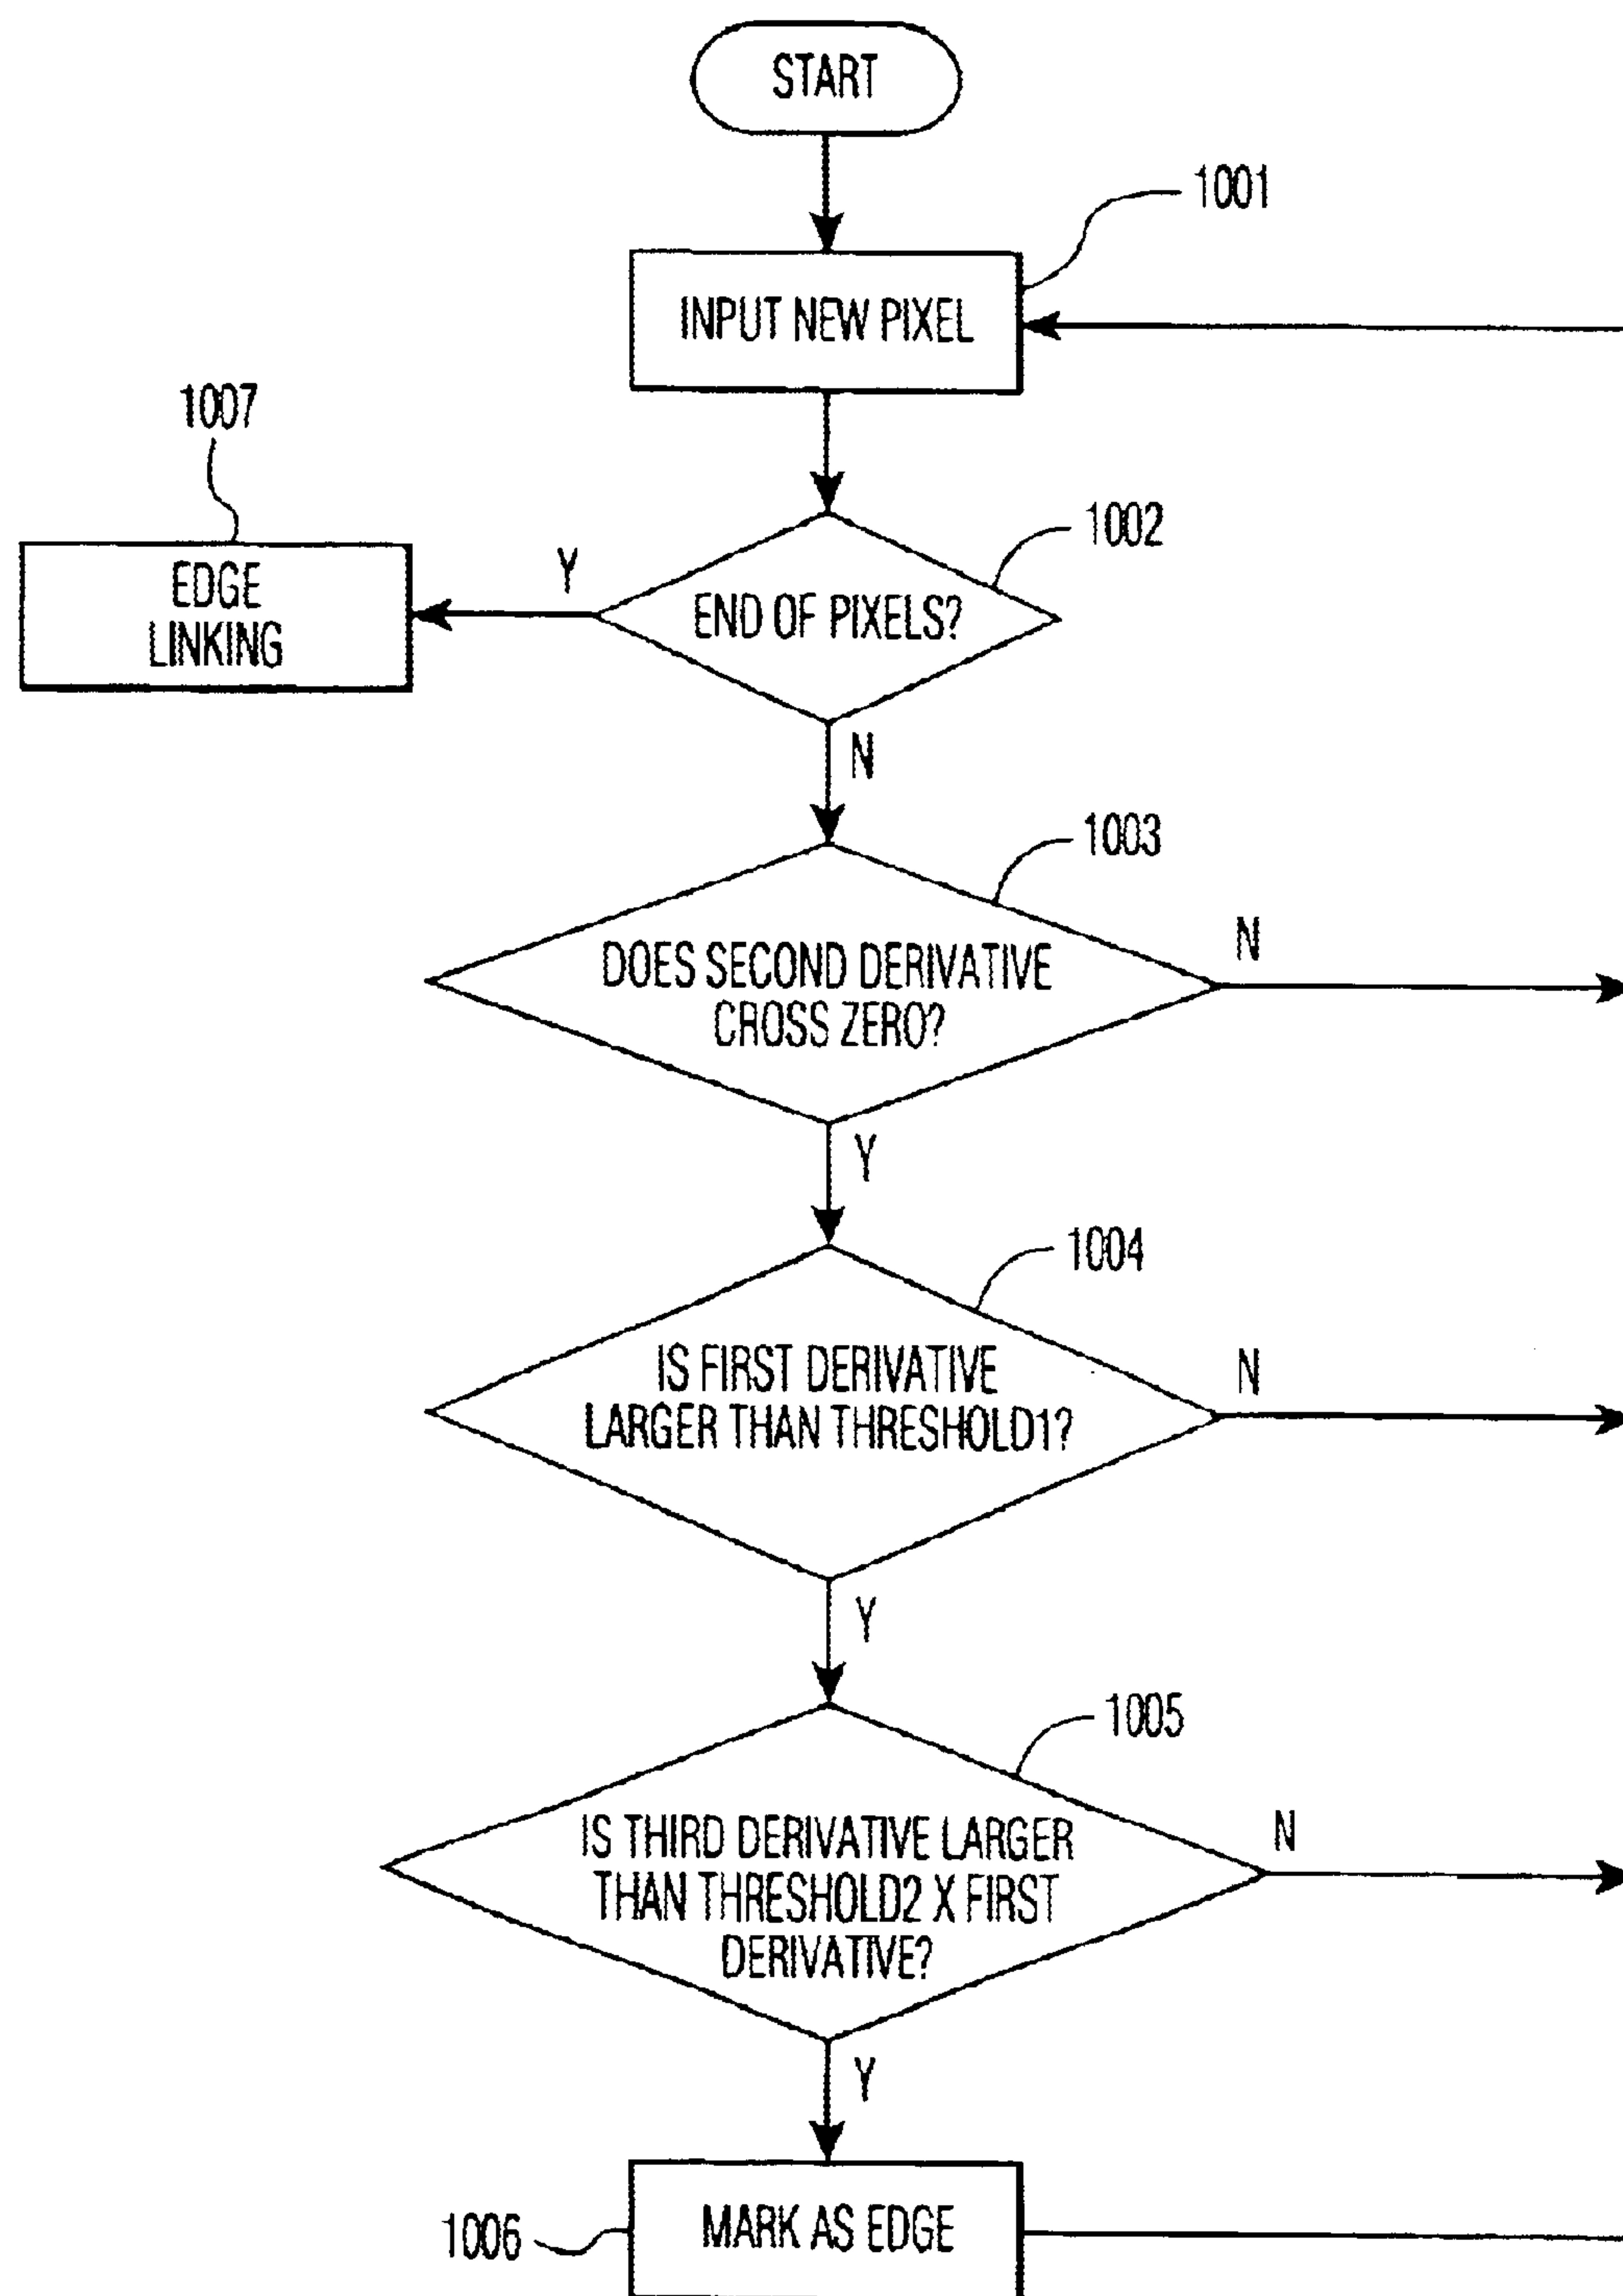 START
1001
INPUT NEW PIXEL
1007
1002
EDGE
LINKING
Y
END OF PIXELS?
N
1003
DOES SECOND DERIVATIVE
CROSS ZERO?
N
Y
1004
IS FIRST DERIVATIVE
LARGER THAN THRESHOLD1?
N
Y
1005
IS THIRD DERIVATIVE LARGER
THAN THRESHOLD2 X FIRST
DERIVATIVE?
N
Y
1006
MARK AS EDGE